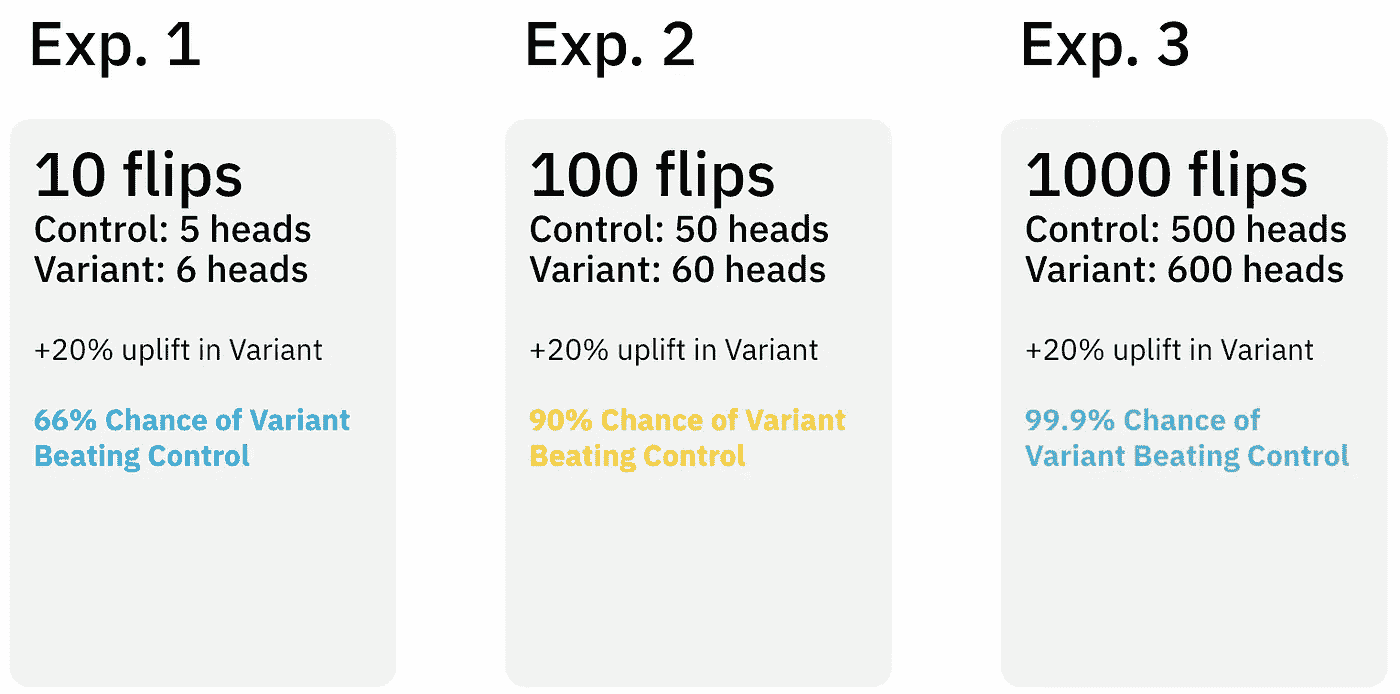 Exp. 1
10 flips
Control: 5 heads
Variant: 6 heads
+20% uplift in Variant
66% Chance of Variant
Beating Control
Exp. 2
100 flips
Control: 50 heads
Variant: 60 heads
+20% uplift in Variant
90% Chance of Variant
Beating Control
Exp. 3
1000 flips
Control: 500 heads
Variant: 600 heads
+20% uplift in Variant
99.9% Chance of
Variant Beating Control